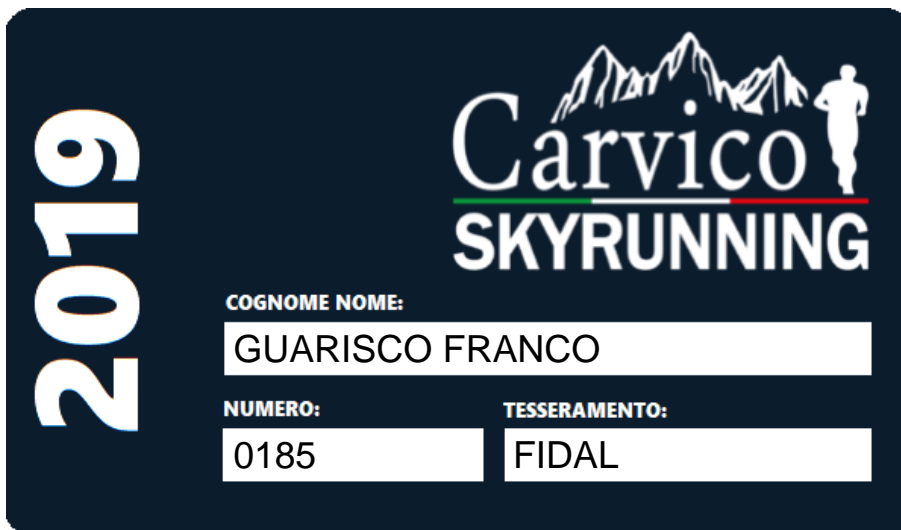 2019
Carvico
SKYRUNNING
COGNOME NOME:
GUARISCO FRANCO
NUMERO:
TESSERAMENTO:
0185
FIDAL